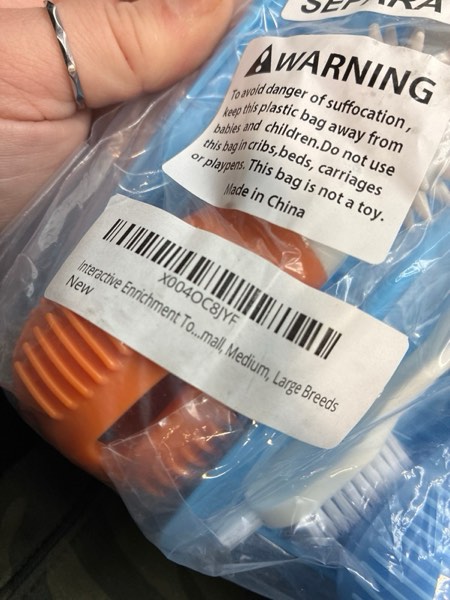 SEPARA
WARNING
To avoid danger of suffocation,
keep this plastic bag away from
babies and children.Do not use
this bag in cribs,beds, carriages
or playpens. This bag is not a toy.
Made in China
X004OC8JYF
Interactive Enrichment To...mall, Medium, Large Breeds
New